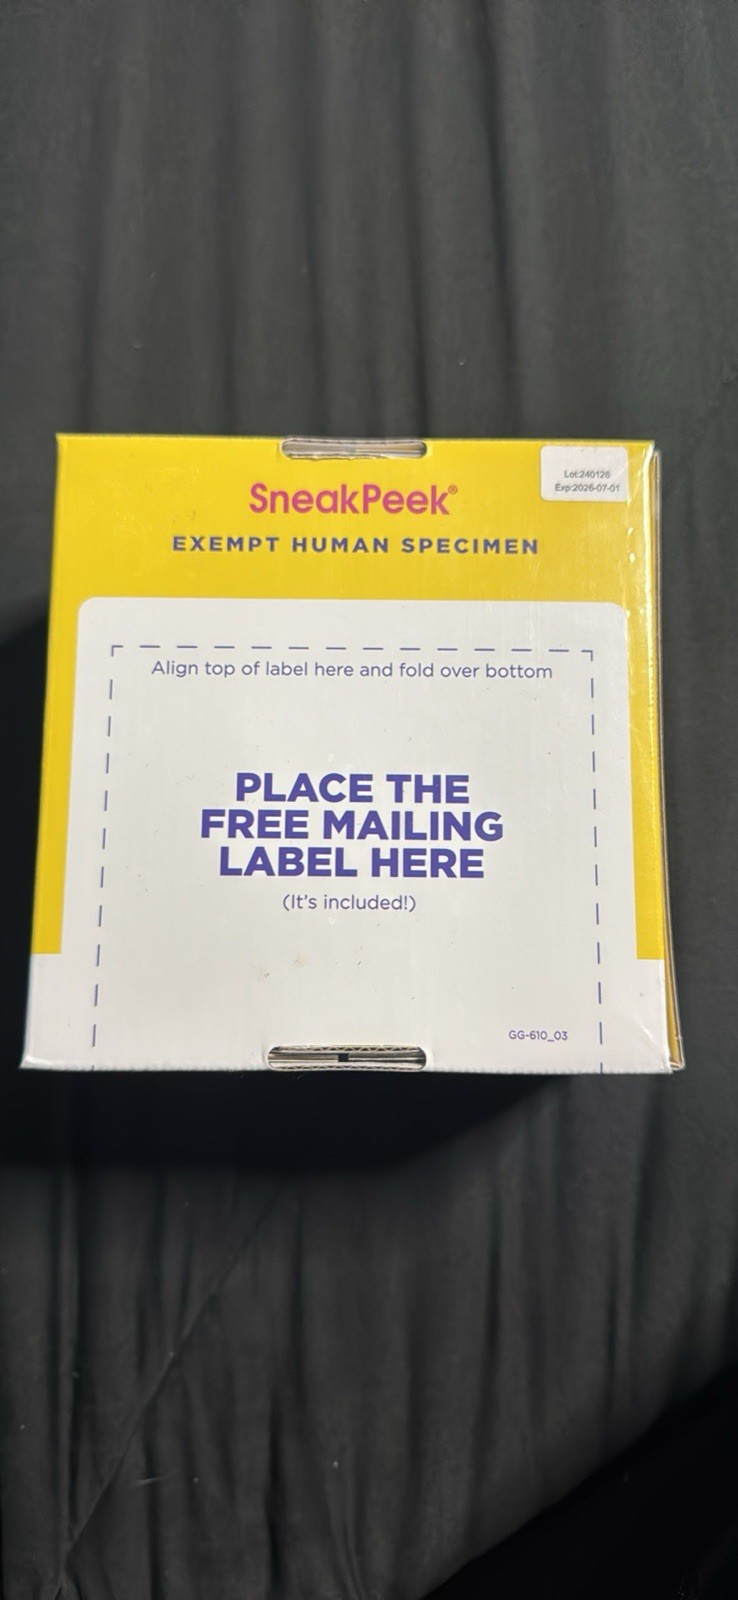 SneakPeek®
Lot:240126
Exp:2026-07-01
EXEMPT HUMAN SPECIMEN
Align top of label here and fold over bottom
PLACE THE
FREE MAILING
LABEL HERE
(It's included!)
GG-610_03